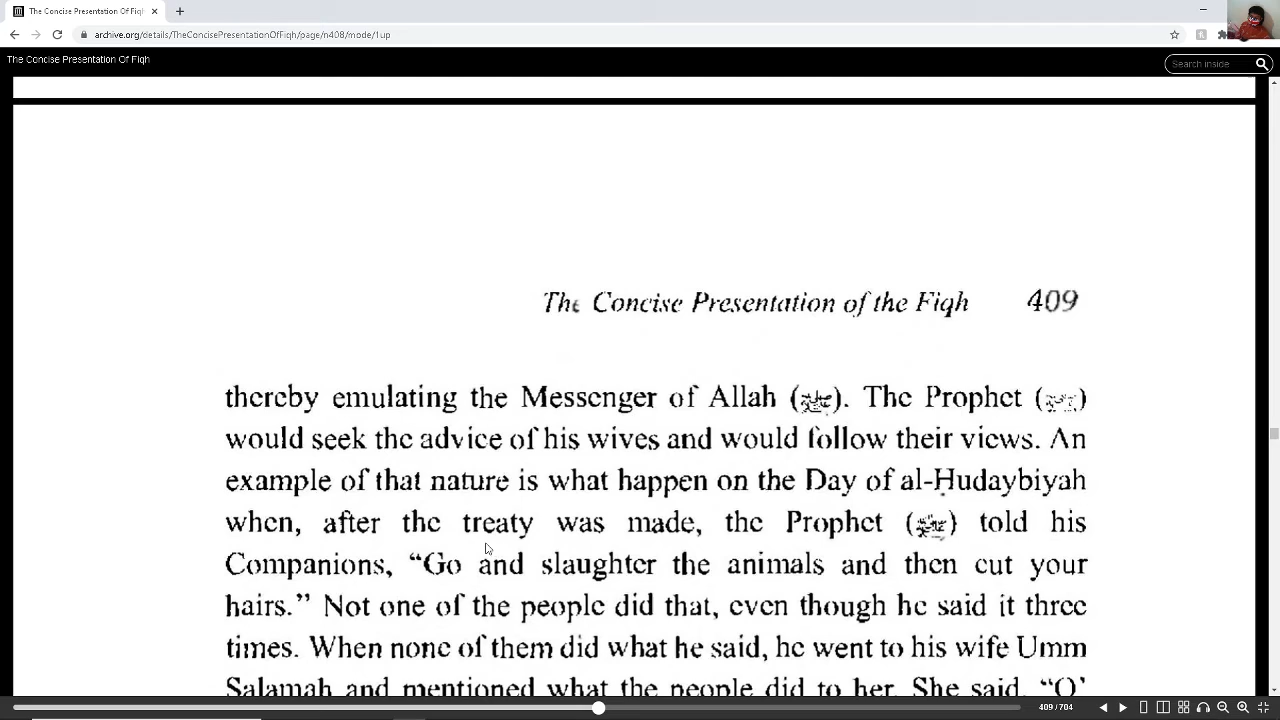 The Concise Presentation Of Fiqh
archive.org/details/TheConcisePresentationOfFiqh/page/n408/mode/1up
The Concise Presentation Of Fiqh
Search inside
The Concise Presentation of the Fiqh 409
thereby emulating the Messenger of Allah (ﷺ). The Prophet (ﷺ)
would seek the advice of his wives and would follow their views. An
example of that nature is what happen on the Day of al-Hudaybiyah
when, after the treaty was made, the Prophet (ﷺ) told his
Companions, “Go and slaughter the animals and then cut your
hairs.” Not one of the people did that, even though he said it three
times. When none of them did what he said, he went to his wife Umm
Salamah and mentioned what the people did to her. She said, “O’
409 / 704